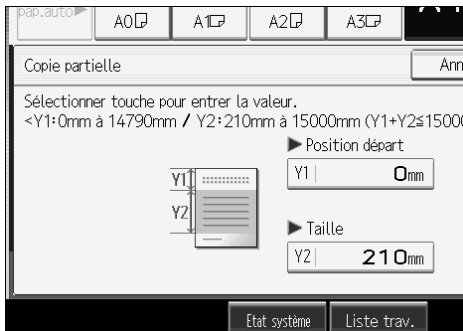 pap.auto▶ A0 A1 A2 A3
Copie partielle Ann
Sélectionner touche pour entrer la valeur.
<Y1:0mm à 14790mm / Y2:210mm à 15000mm (Y1+Y2≦15000
▶ Position départ
Y1 Y1 0mm
Y2
▶ Taille
Y2 210mm
Etat système Liste trav.